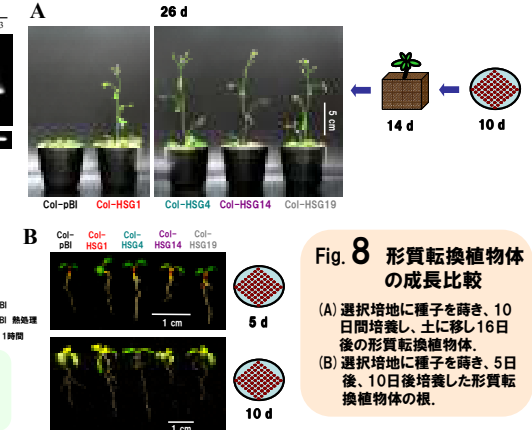 3
A
26 d
5 cm
14 d
10 d
Col-pBI
Col-HSG1
Col-HSG4
Col-HSG14
Col-HSG19
B
Col-
pBI
Col-
HSG1
Col-
HSG4
Col-
HSG14
Col-
HSG19
1 cm
5 d
1 cm
10 d
BI
BI 熱処理
1時間
Fig. 8 形質転換植物体
の成長比較
(A) 選択培地に種子を蒔き、10
日間培養し、土に移し16日
後の形質転換植物体.
(B) 選択培地に種子を蒔き、5日
後、10日後培養した形質転
換植物体の根.